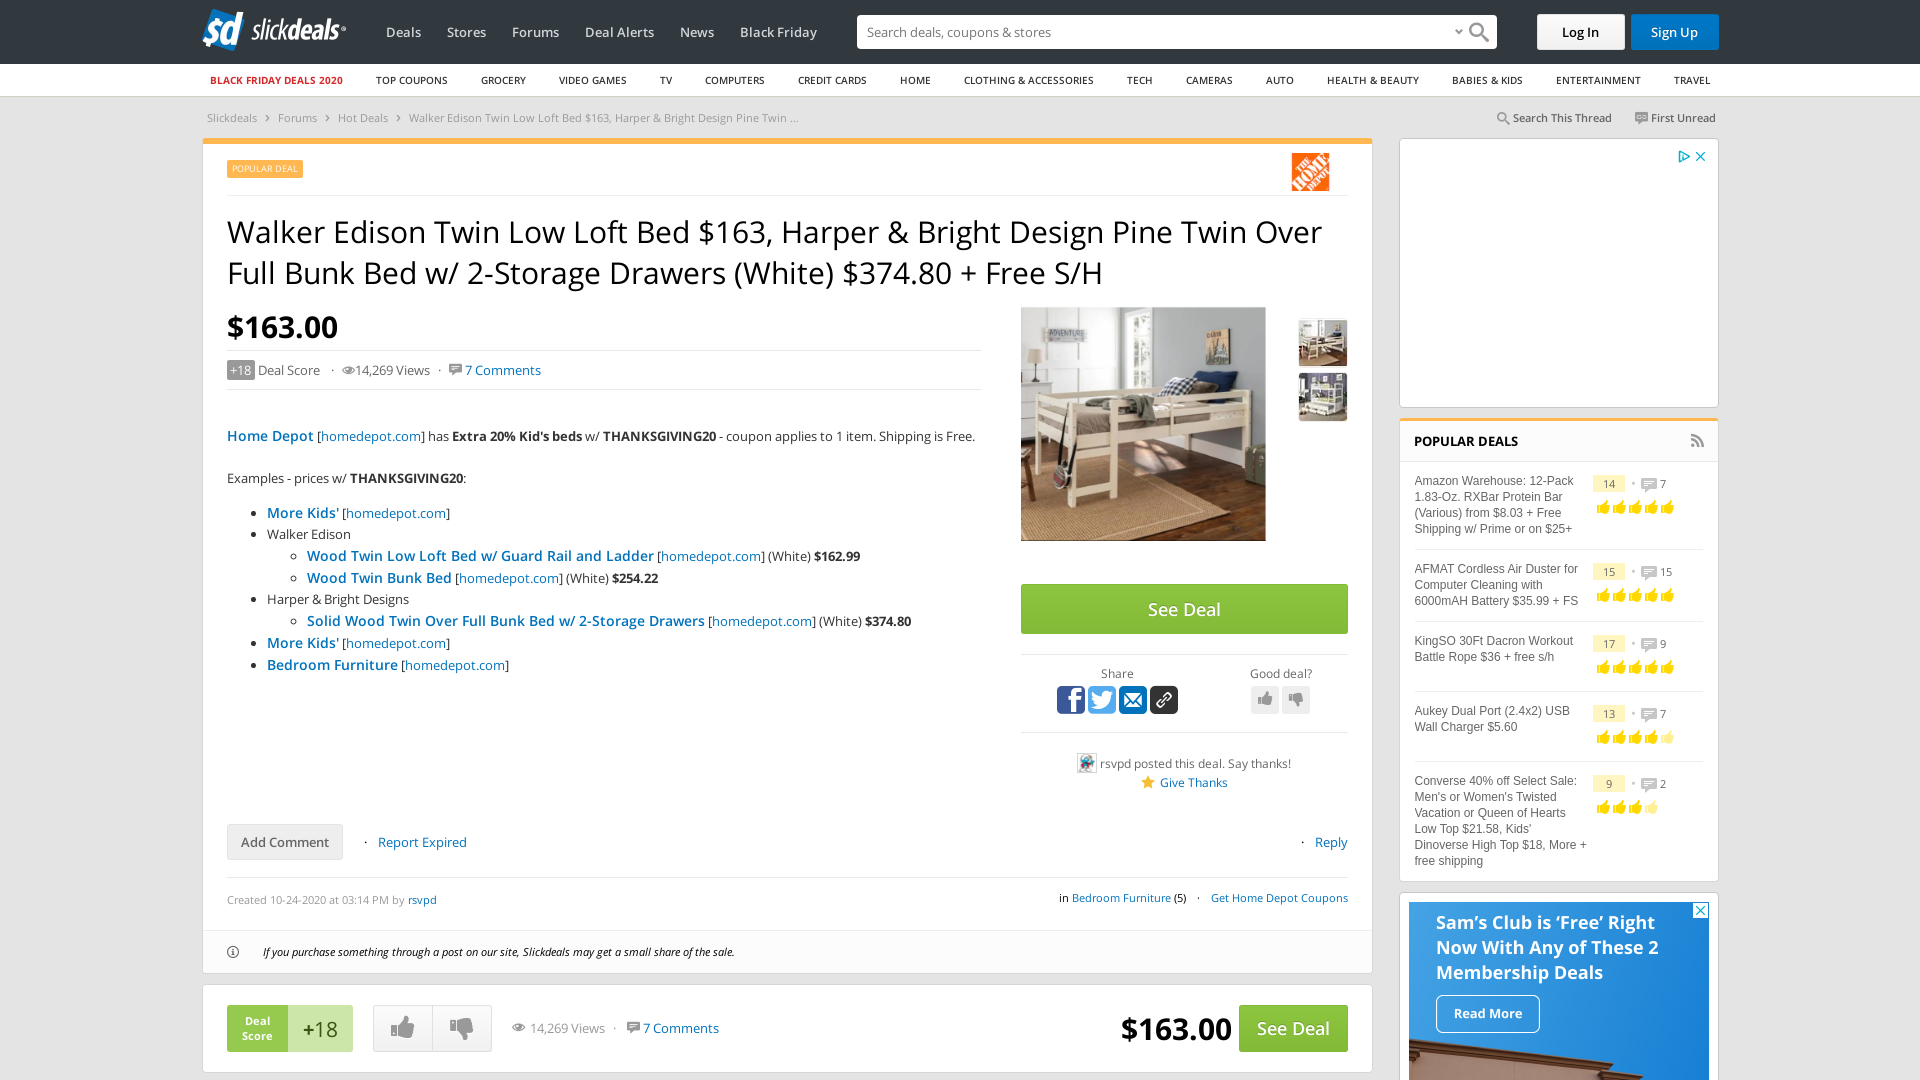 slickdeals
Deals Stores Forums Deal Alerts News Black Friday
Search deals, coupons & shops
Log In Sign Up
BLACK FRIDAY DEALS 2020 TOP COUPONS GROCERY VIDEO GAMES TV COMPUTERS CREDIT CARDS HOME CLOTHING & ACCESSORIES TECH CAMERAS AUTO HEALTH & BEAUTY BABIES & KIDS ENTERTAINMENT TRAVEL
Slickdeals › Forums › Hot Deals › Walker Edison Twin Low Loft Bed $163, Harper & Bright Design Pine Twin ...
Search This Thread First Unread
POPULAR DEAL
THE HOME DEPOT
Walker Edison Twin Low Loft Bed $163, Harper & Bright Design Pine Twin Over
Full Bunk Bed w/ 2-Storage Drawers (White) $374.80 + Free S/H
$163.00
+18 Deal Score · 14,269 Views · 7 Comments
ADVENTURE
Home Depot [homedepot.com] has Extra 20% Kid's beds w/ THANKSGIVING20 - coupon applies to 1 item. Shipping is Free.
Examples - prices w/ THANKSGIVING20:
More Kids' [homedepot.com]
Walker Edison
Wood Twin Low Loft Bed w/ Guard Rail and Ladder [homedepot.com] (White) $162.99
Wood Twin Bunk Bed [homedepot.com] (White) $254.22
Harper & Bright Designs
Solid Wood Twin Over Full Bunk Bed w/ 2-Storage Drawers [homedepot.com] (White) $374.80
More Kids' [homedepot.com]
Bedroom Furniture [homedepot.com]
See Deal
Share Good deal?
rsvpd posted this deal. Say thanks!
Give Thanks
Add Comment · Report Expired · Reply
Created 10-24-2020 at 03:14 PM by rsvpd
in Bedroom Furniture (5) · Get Home Depot Coupons
If you purchase something through a post on our site, Slickdeals may get a small share of the sale.
Deal
Score
+18
14,269 Views · 7 Comments
$163.00 See Deal
POPULAR DEALS
Amazon Warehouse: 12-Pack
1.83-Oz. RXBar Protein Bar
(Various) from $8.03 + Free
Shipping w/ Prime or on $25+
14 • 7
AFMAT Cordless Air Duster for
Computer Cleaning with
6000mAH Battery $35.99 + FS
15 • 15
KingSO 30Ft Dacron Workout
Battle Rope $36 + free s/h
17 • 9
Aukey Dual Port (2.4x2) USB
Wall Charger $5.60
13 • 7
Converse 40% off Select Sale:
Men's or Women's Twisted
Vacation or Queen of Hearts
Low Top $21.58, Kids'
Dinoverse High Top $18, More +
free shipping
9 • 2
Sam's Club is ‘Free’ Right
Now With Any of These 2
Membership Deals
Read More